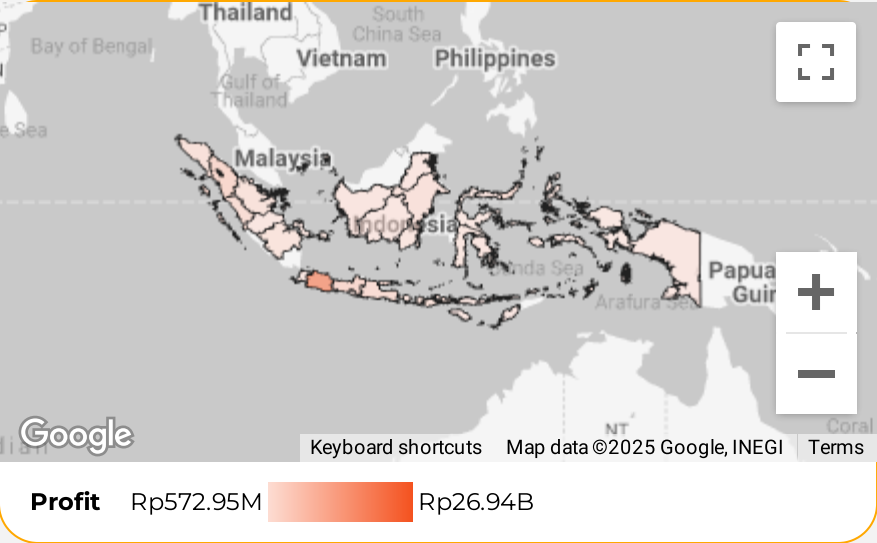 Thailand
South
China Sea
Bay of Bengal
Vietnam
Philippines
Gulf of
Thailand
e Sea
Malaysia
Indonesia
Banda Sea
Papua
Guin
Arafura Sea
NT
Coral
Google
Keyboard shortcuts
Map data ©2025 Google, INEGI
Terms
Profit Rp572.95M Rp26.94B